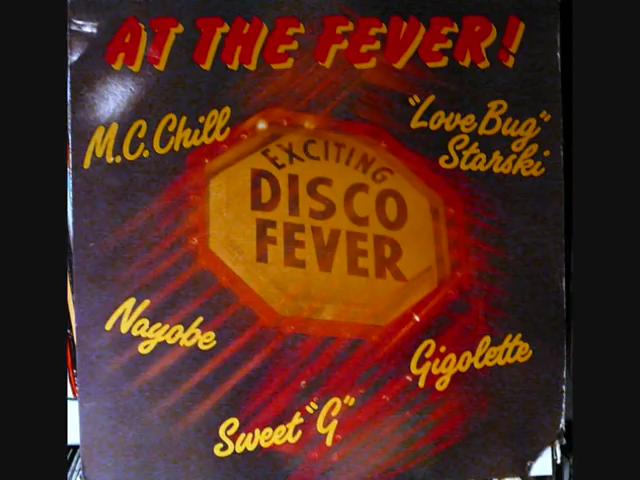 AT THE FEVER!
M.C. Chill
"Love Bug"
Starski
EXCITING
DISCO
FEVER
Nayobe
Gigolette
Sweet "G"